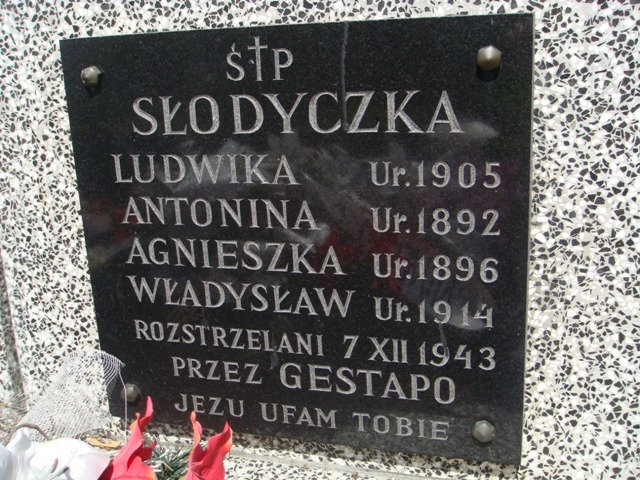 Ś†P
SŁODYCZKA
LUDWIKA Ur.1905
ANTONINA Ur.1892
AGNIESZKA Ur.1896
WŁADYSŁAW Ur.1914
ROZSTRZELANI 7 XII 1943
PRZEZ GESTAPO
JEZU UFAM TOBIE